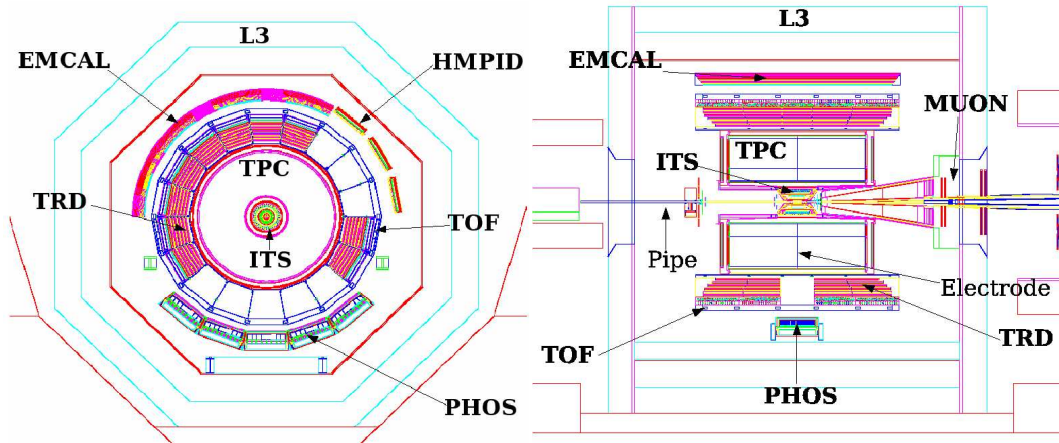 L3
EMCAL
HMPID
TPC
TRD
TOF
ITS
PHOS
L3
EMCAL
MUON
TPC
ITS
Pipe
Electrode
TOF
TRD
PHOS